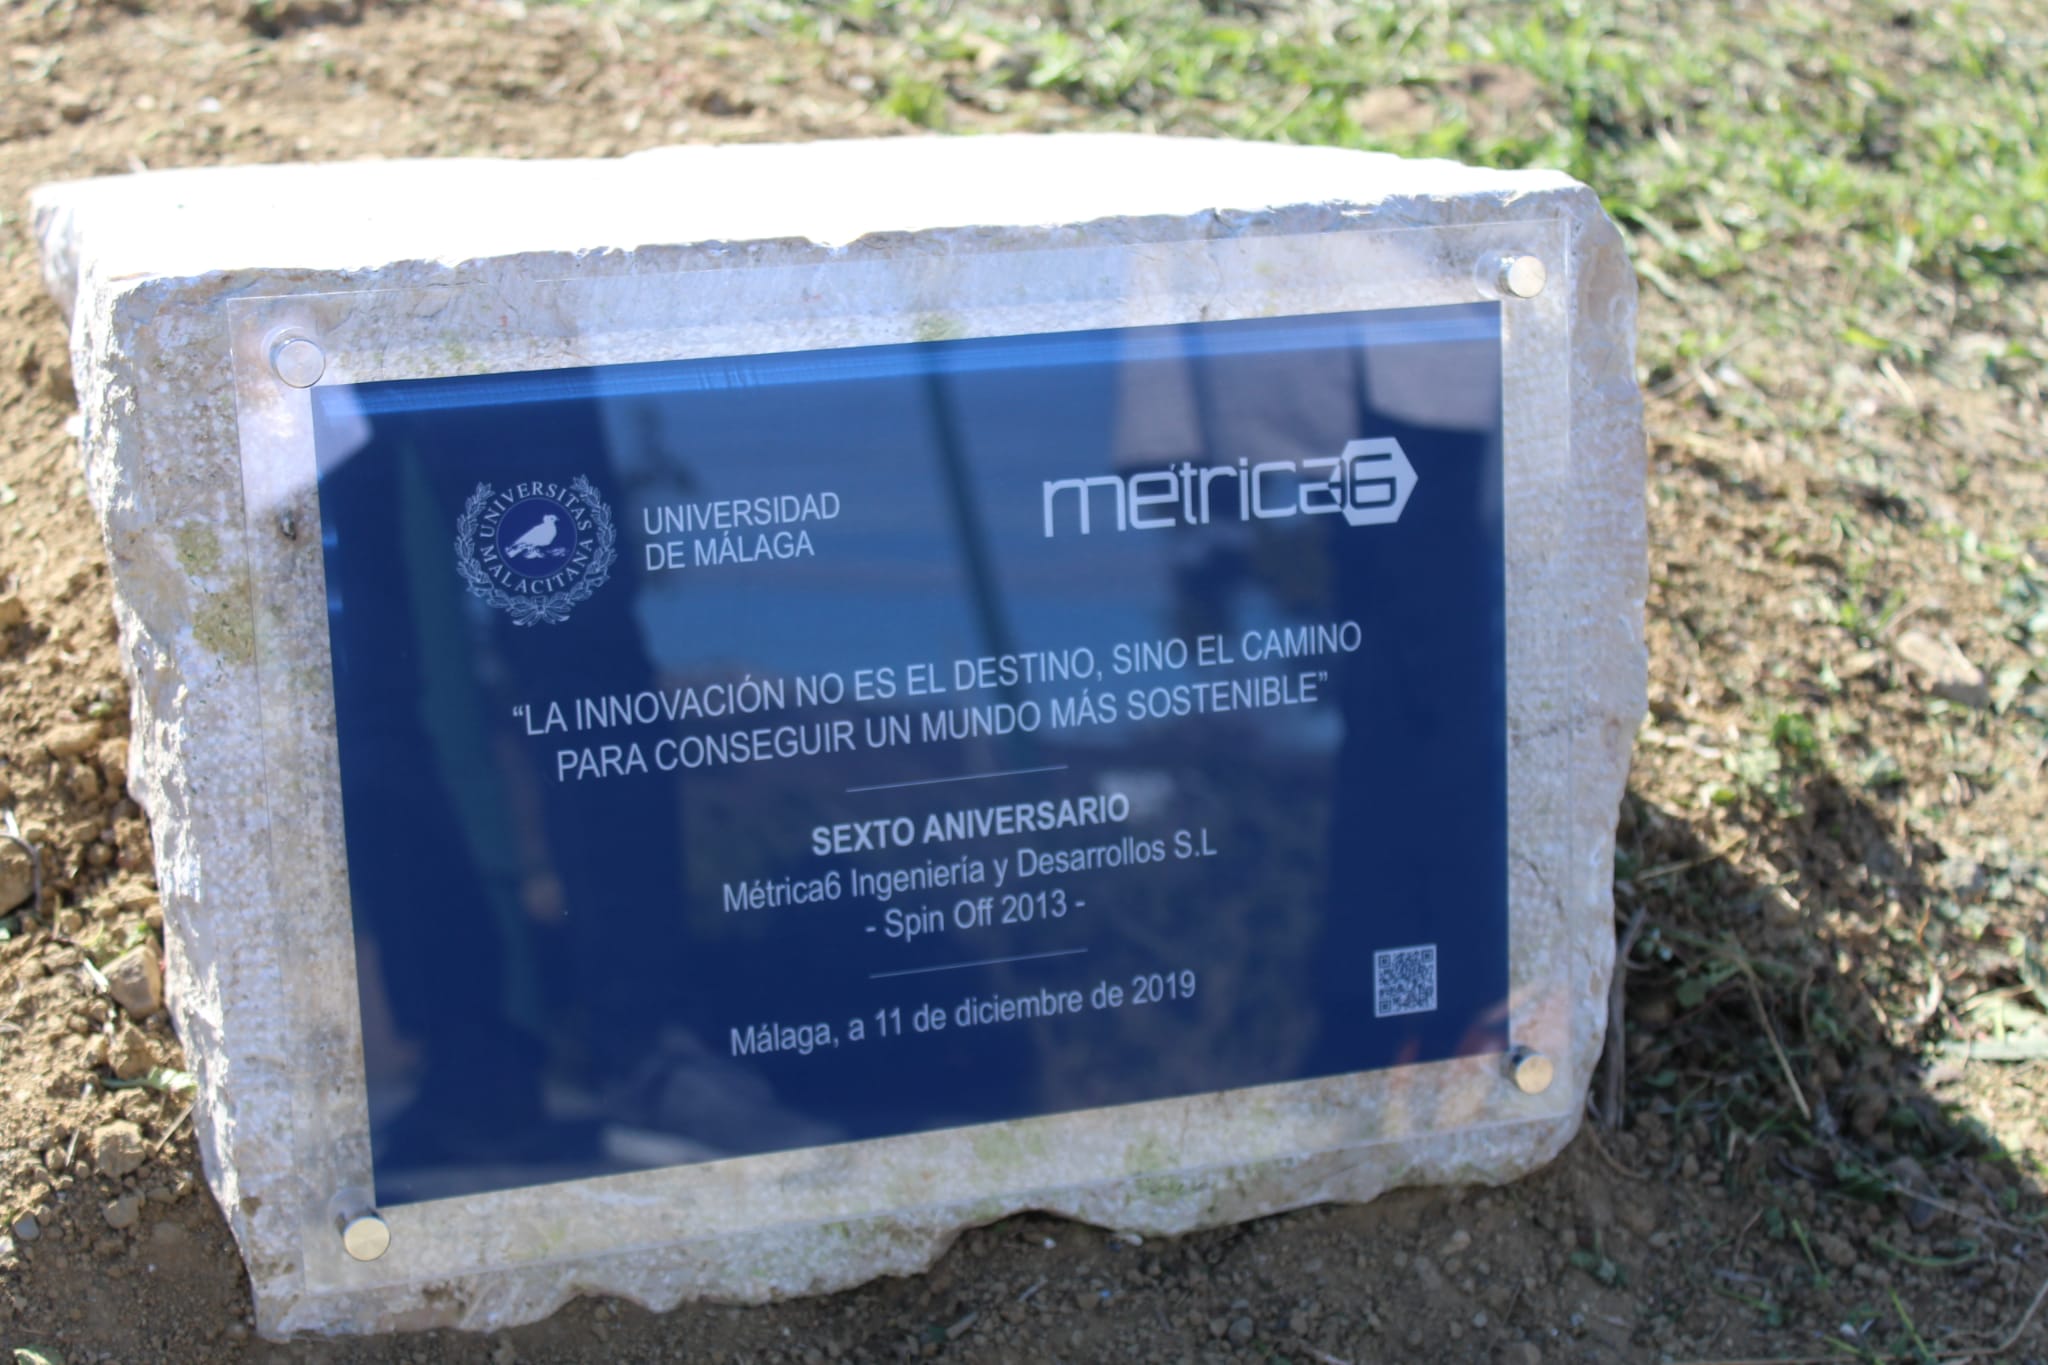 UNIVERSITAS MALACITANA
UNIVERSIDAD
DE MÁLAGA
métrica6
“LA INNOVACIÓN NO ES EL DESTINO, SINO EL CAMINO
PARA CONSEGUIR UN MUNDO MÁS SOSTENIBLE”
SEXTO ANIVERSARIO
Métrica6 Ingeniería y Desarrollos S.L
- Spin Off 2013 -
Málaga, a 11 de diciembre de 2019